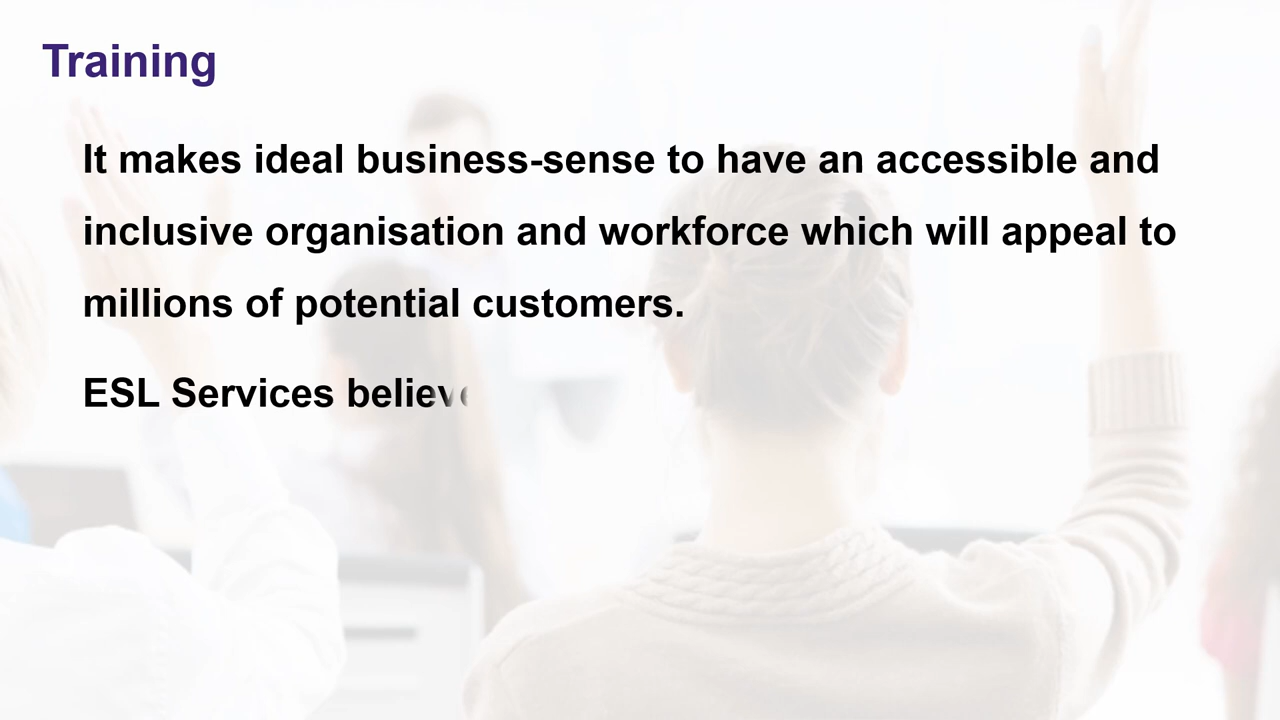 Training
It makes ideal business-sense to have an accessible and
inclusive organisation and workforce which will appeal to
millions of potential customers.
ESL Services